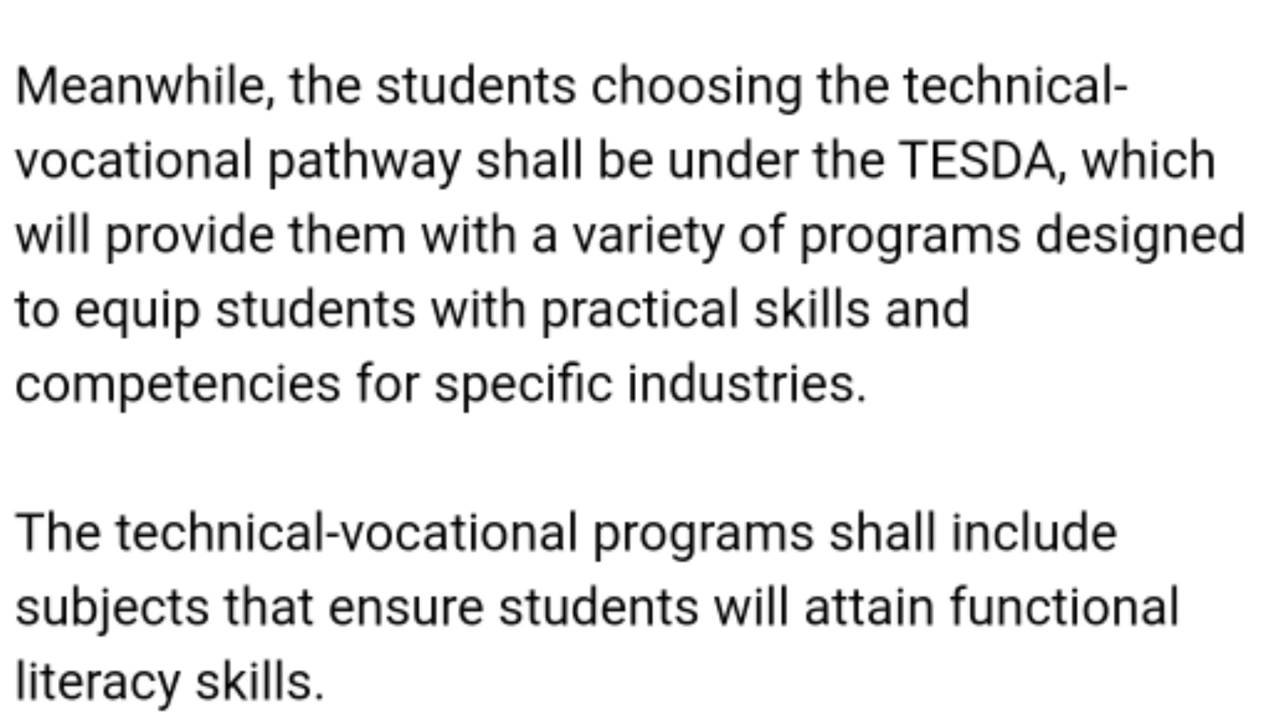 Meanwhile, the students choosing the technical-
vocational pathway shall be under the TESDA, which
will provide them with a variety of programs designed
to equip students with practical skills and
competencies for specific industries.
The technical-vocational programs shall include
subjects that ensure students will attain functional
literacy skills.